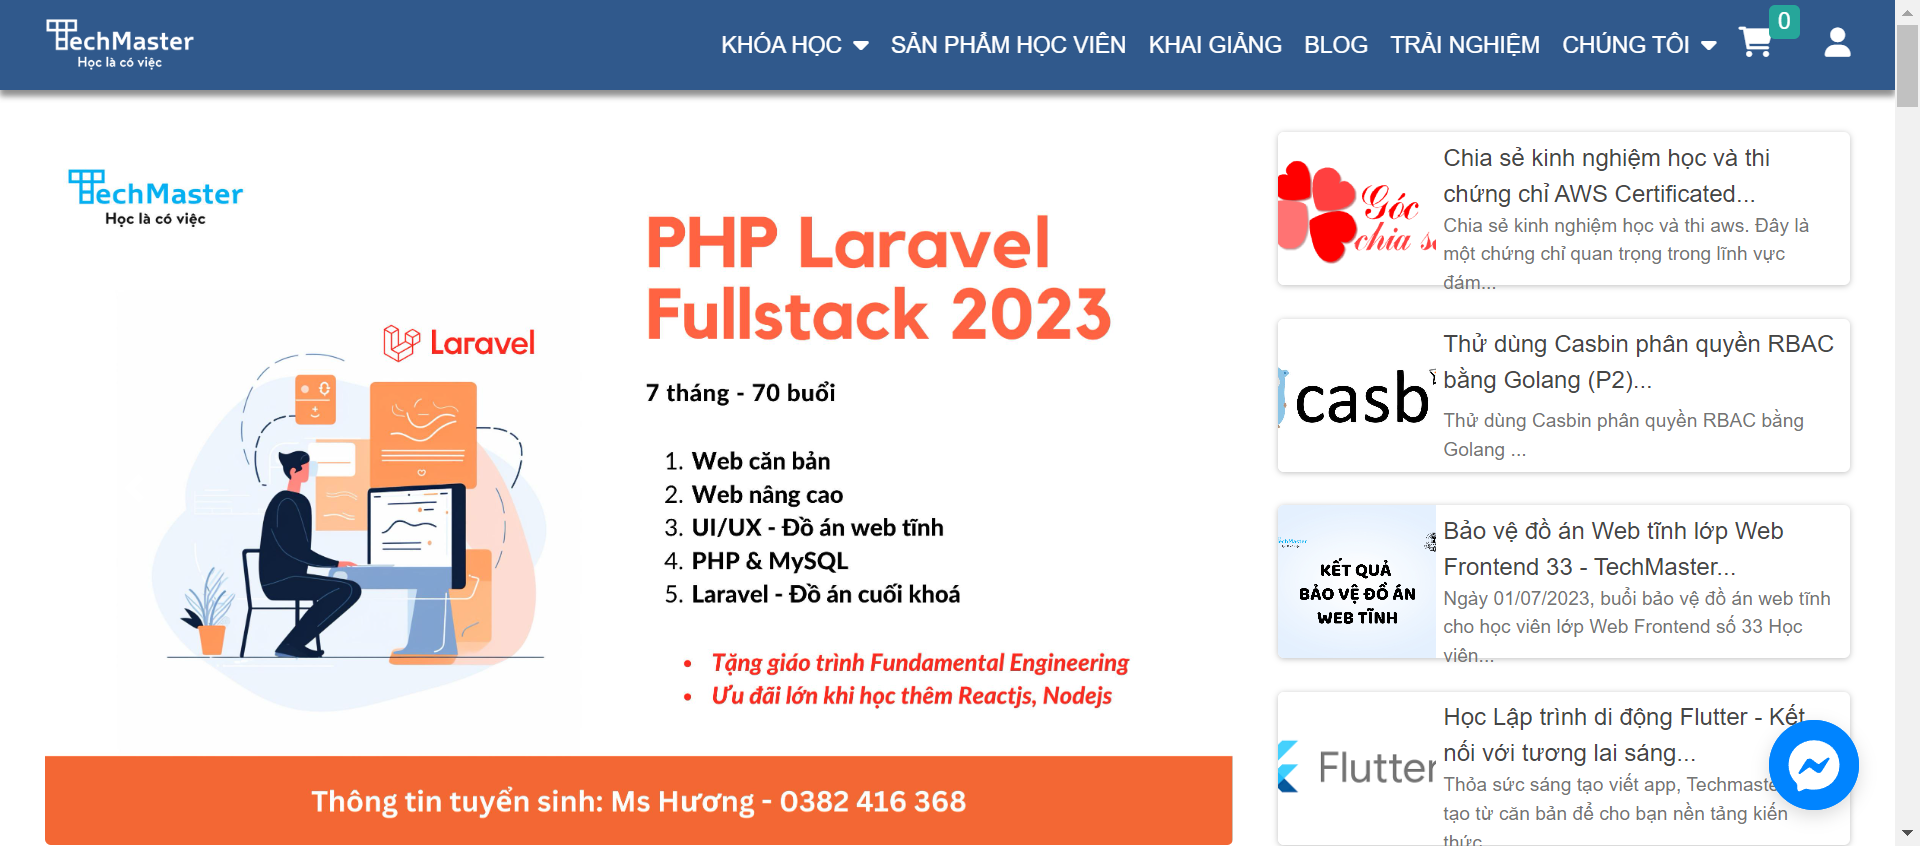 TechMaster
Học là có việc
KHÓA HỌC
SẢN PHẨM HỌC VIÊN
KHAI GIẢNG
BLOG
TRẢI NGHIỆM
CHÚNG TÔI
0
TechMaster
Học là có việc
Laravel
PHP Laravel
Fullstack 2023
7 tháng - 70 buổi
1. Web căn bản
2. Web nâng cao
3. UI/UX - Đồ án web tĩnh
4. PHP & MySQL
5. Laravel - Đồ án cuối khoá
• Tặng giáo trình Fundamental Engineering
• Ưu đãi lớn khi học thêm Reactjs, Nodejs
Thông tin tuyển sinh: Ms Hương - 0382 416 368
Góc
chia s
Chia sẻ kinh nghiệm học và thi
chứng chỉ AWS Certificated...
Chia sẻ kinh nghiệm học và thi aws. Đây là
một chứng chỉ quan trọng trong lĩnh vực
đám...
casb
Thử dùng Casbin phân quyền RBAC
bằng Golang (P2)...
Thử dùng Casbin phân quyền RBAC bằng
Golang ...
KẾT QUẢ
BẢO VỆ ĐỒ ÁN
WEB TĨNH
Bảo vệ đồ án Web tĩnh lớp Web
Frontend 33 - TechMaster...
Ngày 01/07/2023, buổi bảo vệ đồ án web tĩnh
cho học viên lớp Web Frontend số 33 Học
viên...
Flutter
Học Lập trình di động Flutter - Kết
nối với tương lai sáng...
Thỏa sức sáng tạo viết app, Techmaste
tạo từ căn bản để cho bạn nền tảng kiến
thức